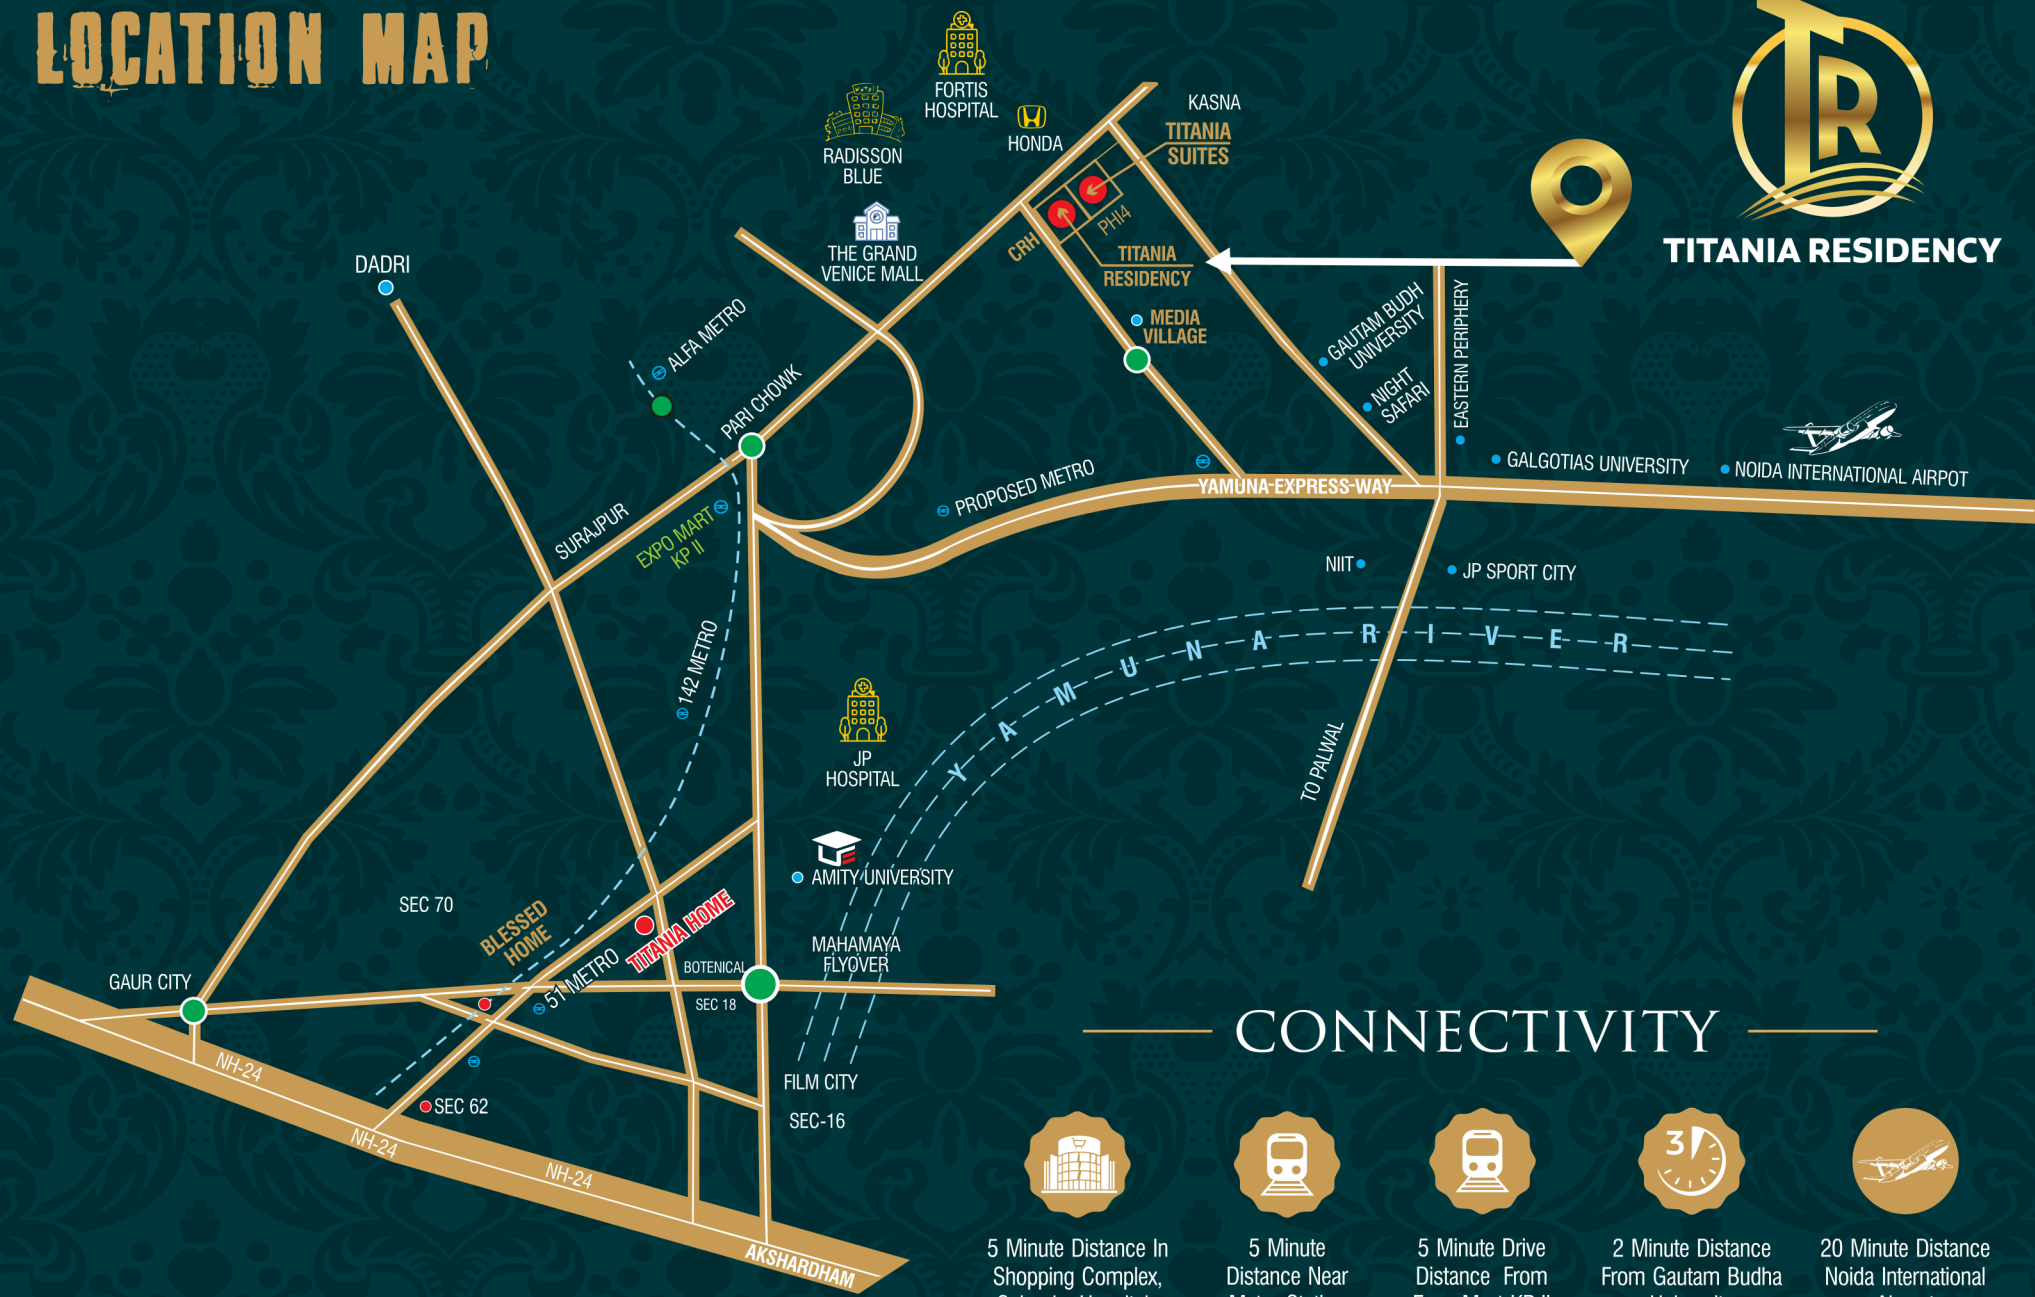 LOCATION MAP
FORTIS
HOSPITAL
RADISSON
BLUE
HONDA
KASNA
TITANIA
SUITES
TR
TITANIA RESIDENCY
THE GRAND
VENICE MALL
CRH
PHI4
TITANIA
RESIDENCY
DADRI
ALFA METRO
MEDIA
VILLAGE
GAUTAM BUDH
UNIVERSITY
NIGHT
SAFARI
EASTERN PERIPHERY
PARI CHOWK
GALGOTIAS UNIVERSITY
NOIDA INTERNATIONAL AIRPOT
PROPOSED METRO
YAMUNA-EXPRESS-WAY
SURAJPUR
EXPO MART
KP II
NIIT
JP SPORT CITY
YAMUNA RIVER
142 METRO
JP
HOSPITAL
TO PALWAL
AMITY UNIVERSITY
SEC 70
BLESSED
HOME
TITANIA HOME
51 METRO
BOTENICAL
MAHAMAYA
FLYOVER
GAUR CITY
SEC 18
NH-24
FILM CITY
SEC 62
SEC-16
NH-24
NH-24
AKSHARDHAM
CONNECTIVITY
3
5 Minute Distance In
Shopping Complex,
5 Minute
Distance Near
5 Minute Drive
Distance From
2 Minute Distance
From Gautam Budha
20 Minute Distance
Noida International